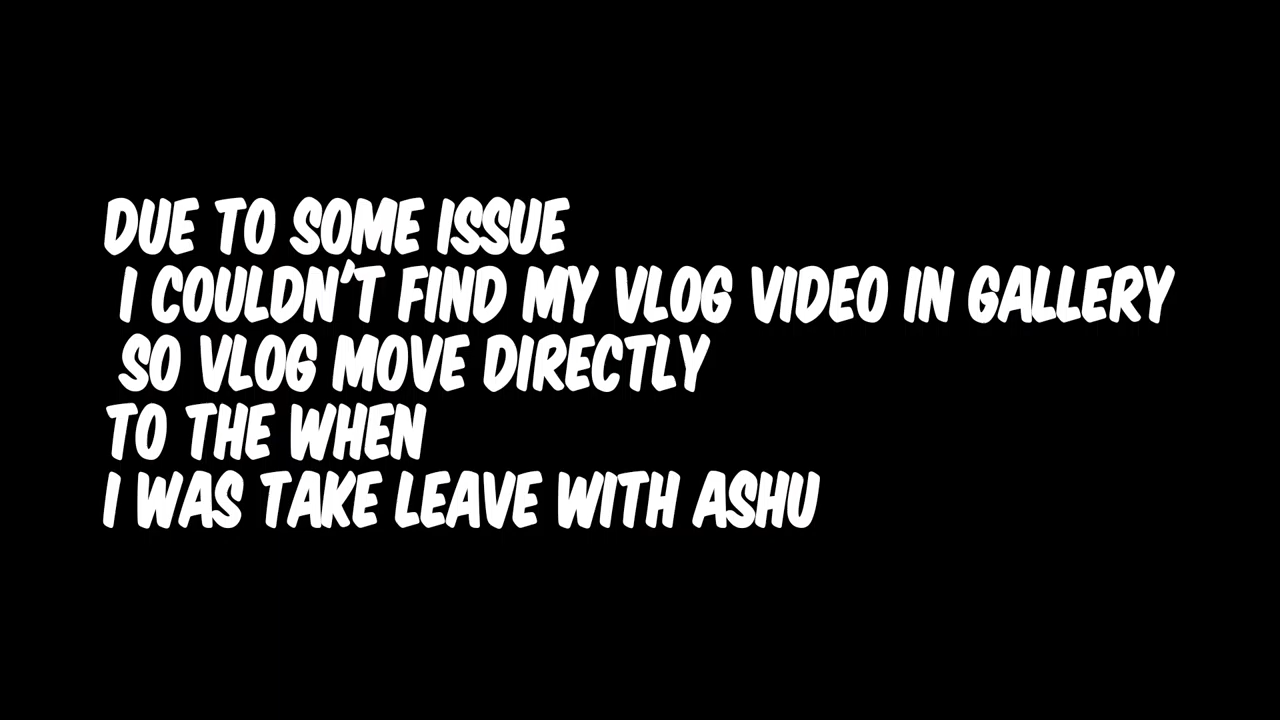 DUE TO SOME ISSUE
I COULDN'T FIND MY VLOG VIDEO IN GALLERY
SO VLOG MOVE DIRECTLY
TO THE WHEN
I WAS TAKE LEAVE WITH ASHU